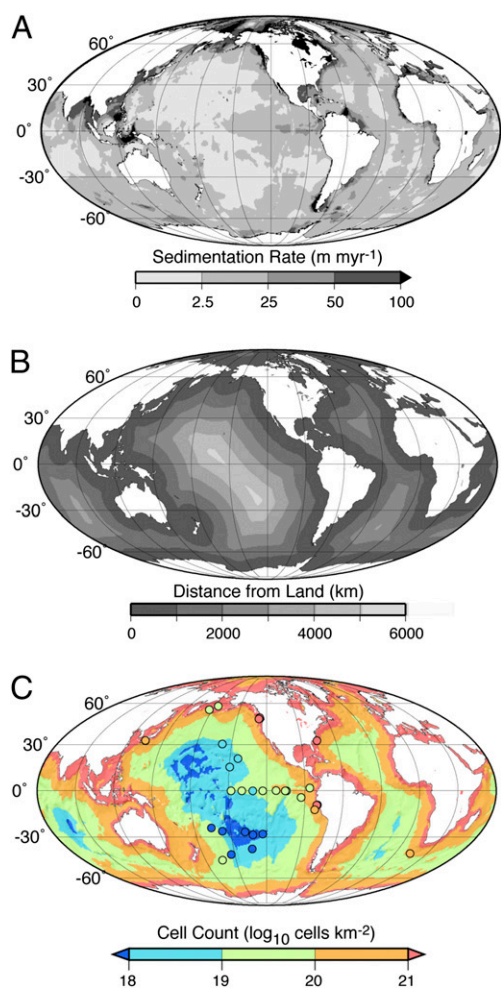 A
60°
30°
0°
-30°
-60°
Sedimentation Rate (m myr-1)
0 2.5 25 50 100
B
60°
30°
0°
-30°
-60°
Distance from Land (km)
0 2000 4000 6000
C
60°
30°
0°
-30°
-60°
Cell Count (log10 cells km-2)
18 19 20 21